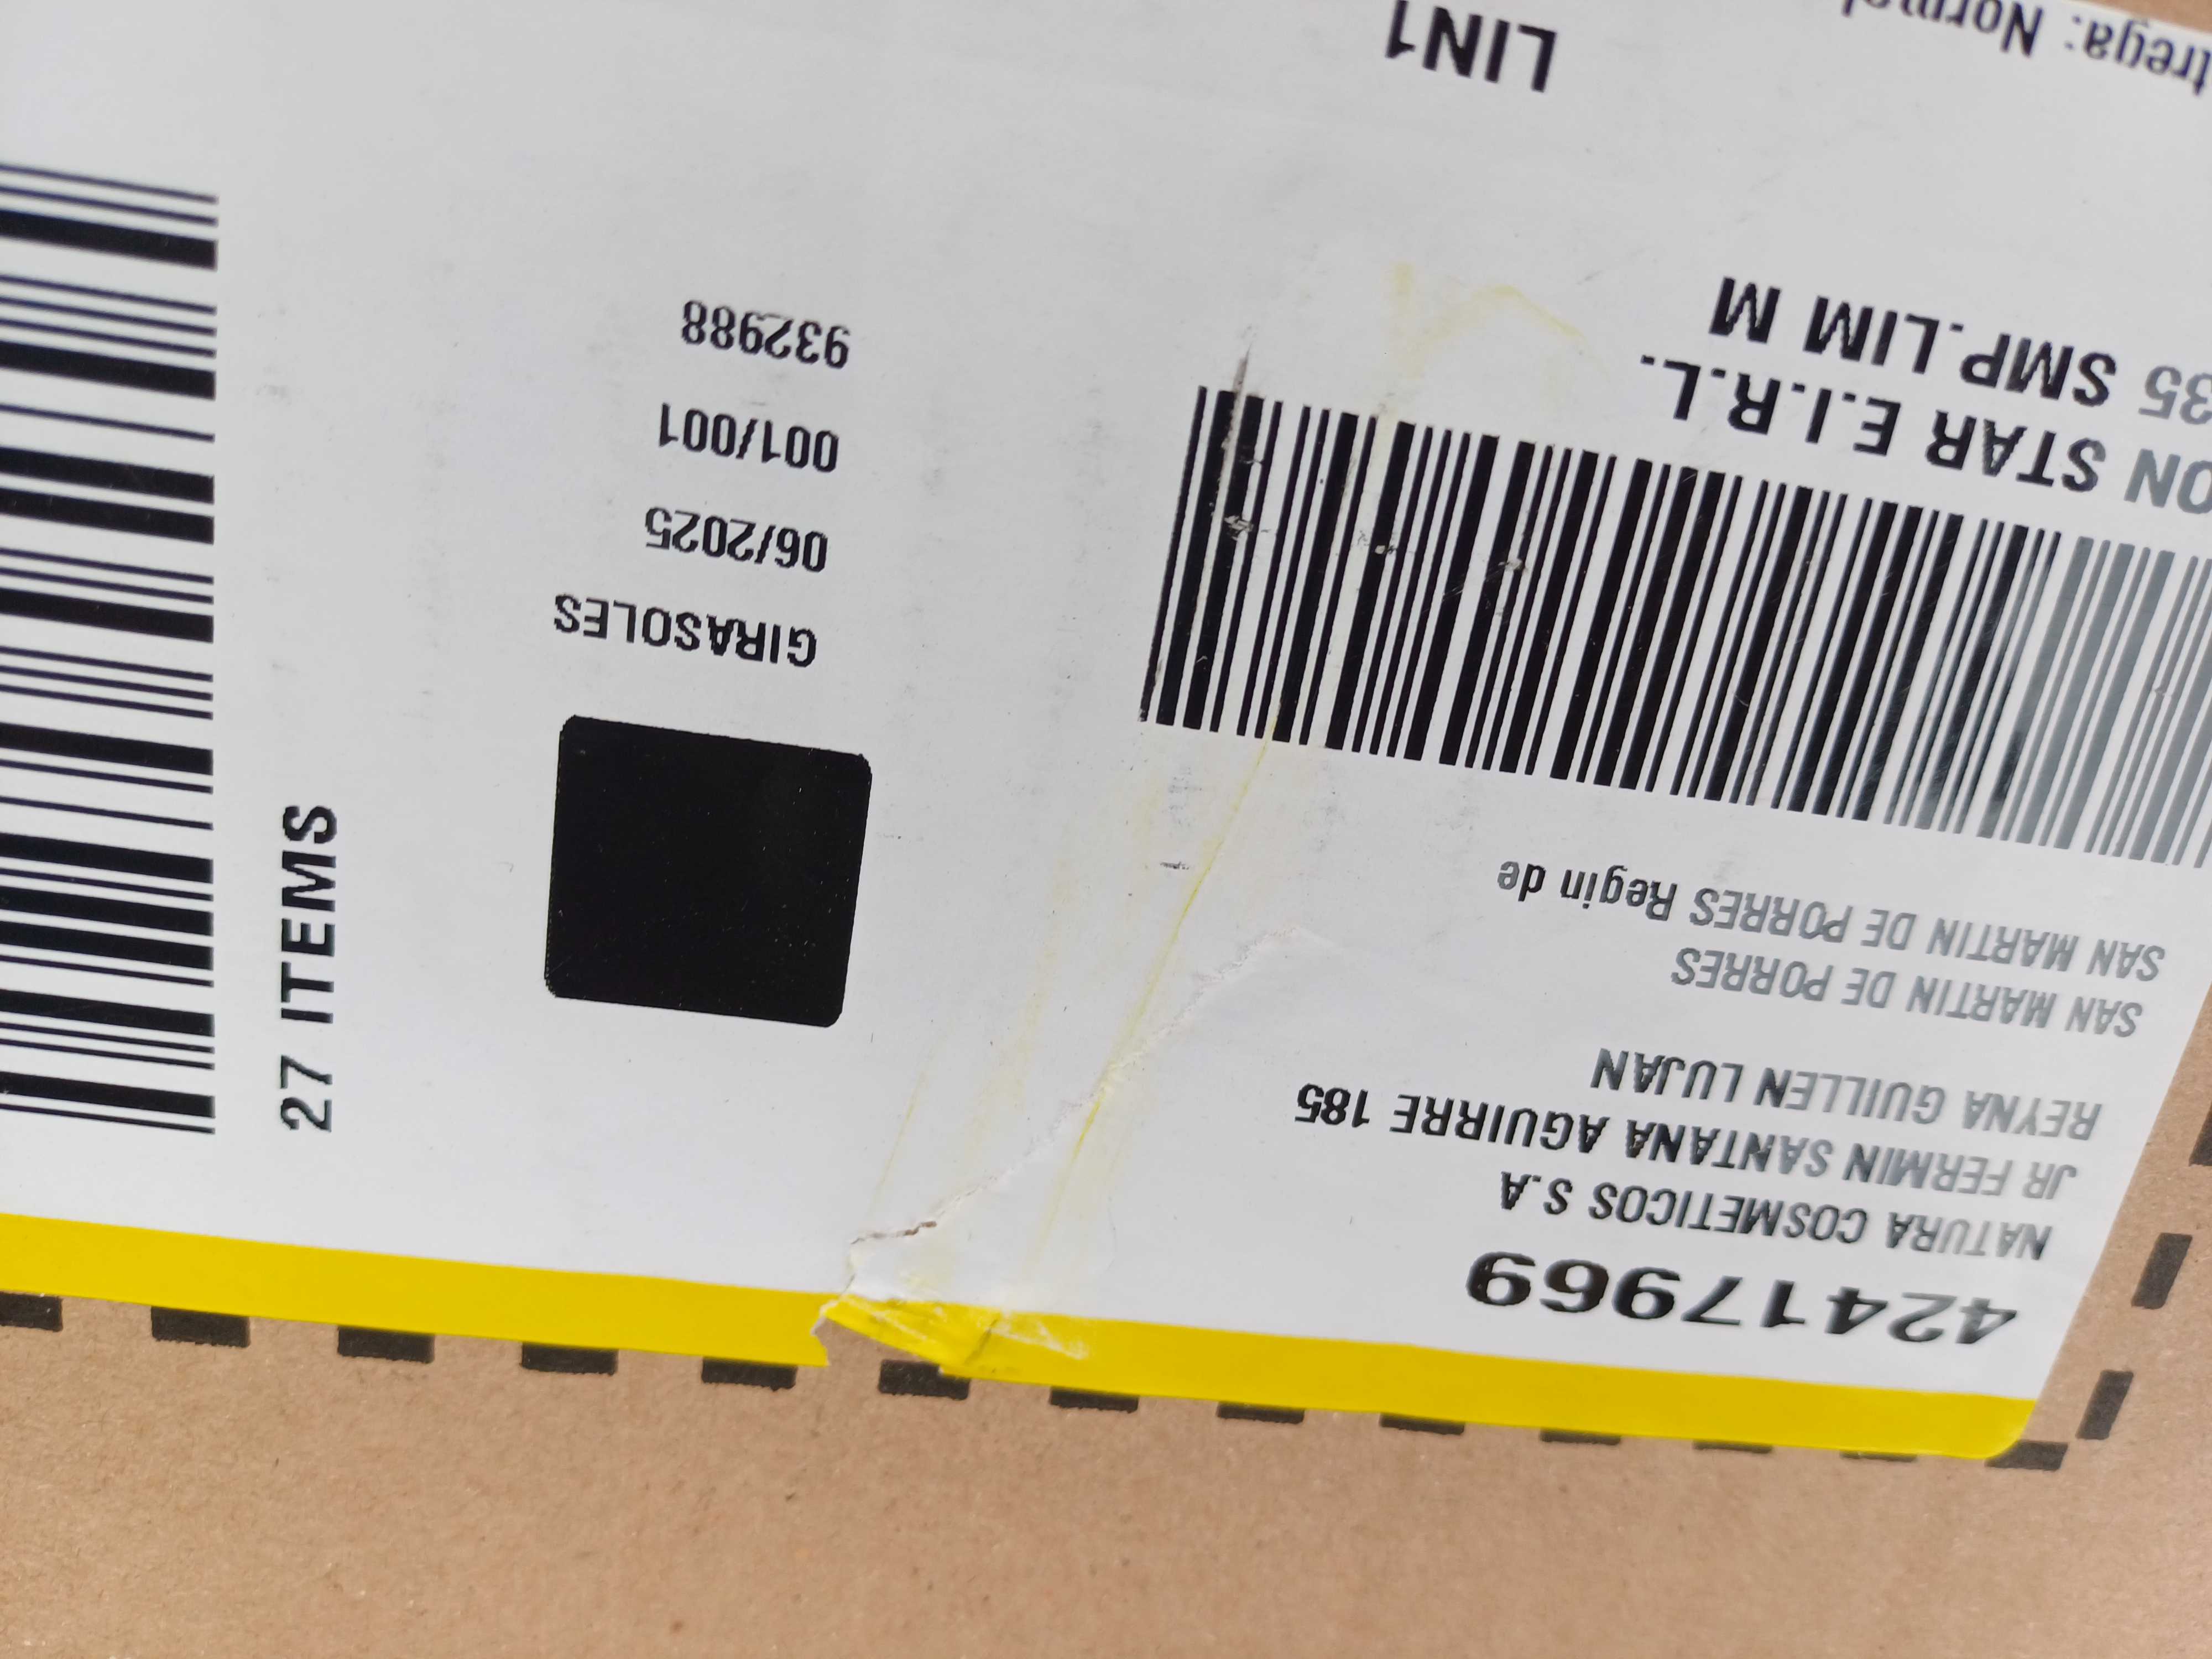 42417969
NATURA COSMETICOS S.A
JR FERMIN SANTANA AGUIRRE 185
REYNA GUILLEN LUJAN
SAN MARTIN DE PORRES
SAN MARTIN DE PORRES Regin de
ON STAR E.I.R.L.
35 SMP.LIM M
trega: Normal
LIN1
GIRASOLES
06/2025
001/001
932988
27 ITEMS